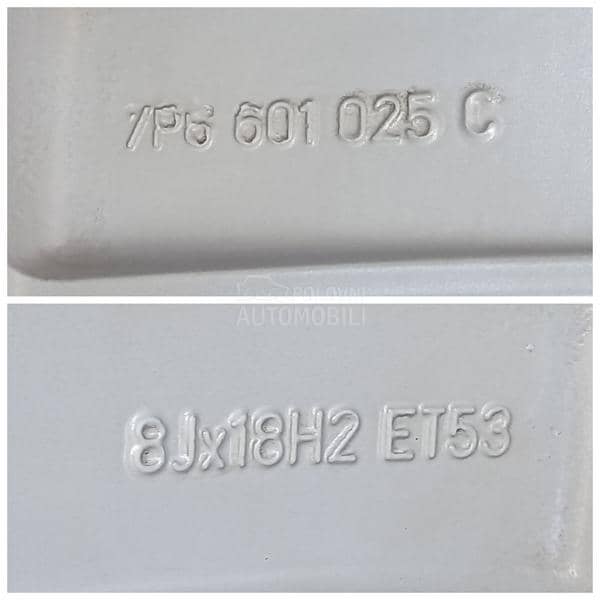 7P6 601 025 C
POLOVNI
AUTOMOBILI
8Jx18H2 ET53